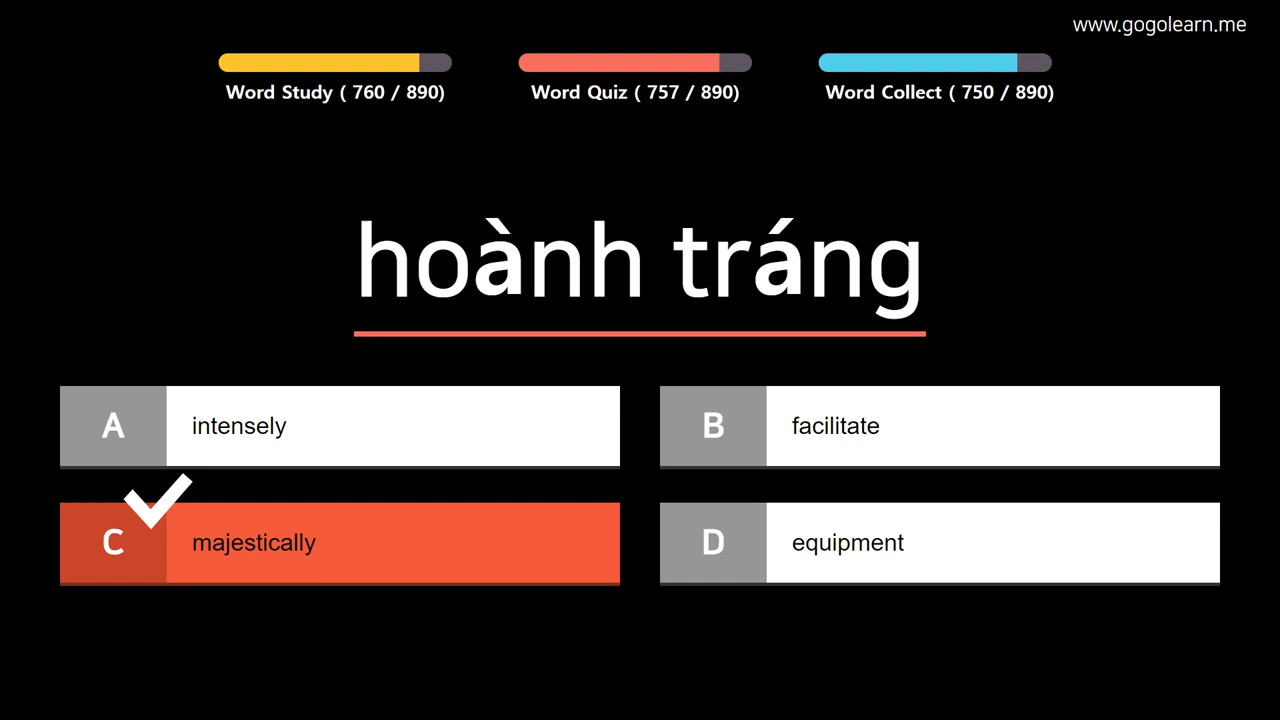 www.gogolearn.me
Word Study ( 760 / 890)
Word Quiz ( 757 / 890)
Word Collect ( 750 / 890)
hoành tráng
A intensely
B facilitate
C majestically
D equipment